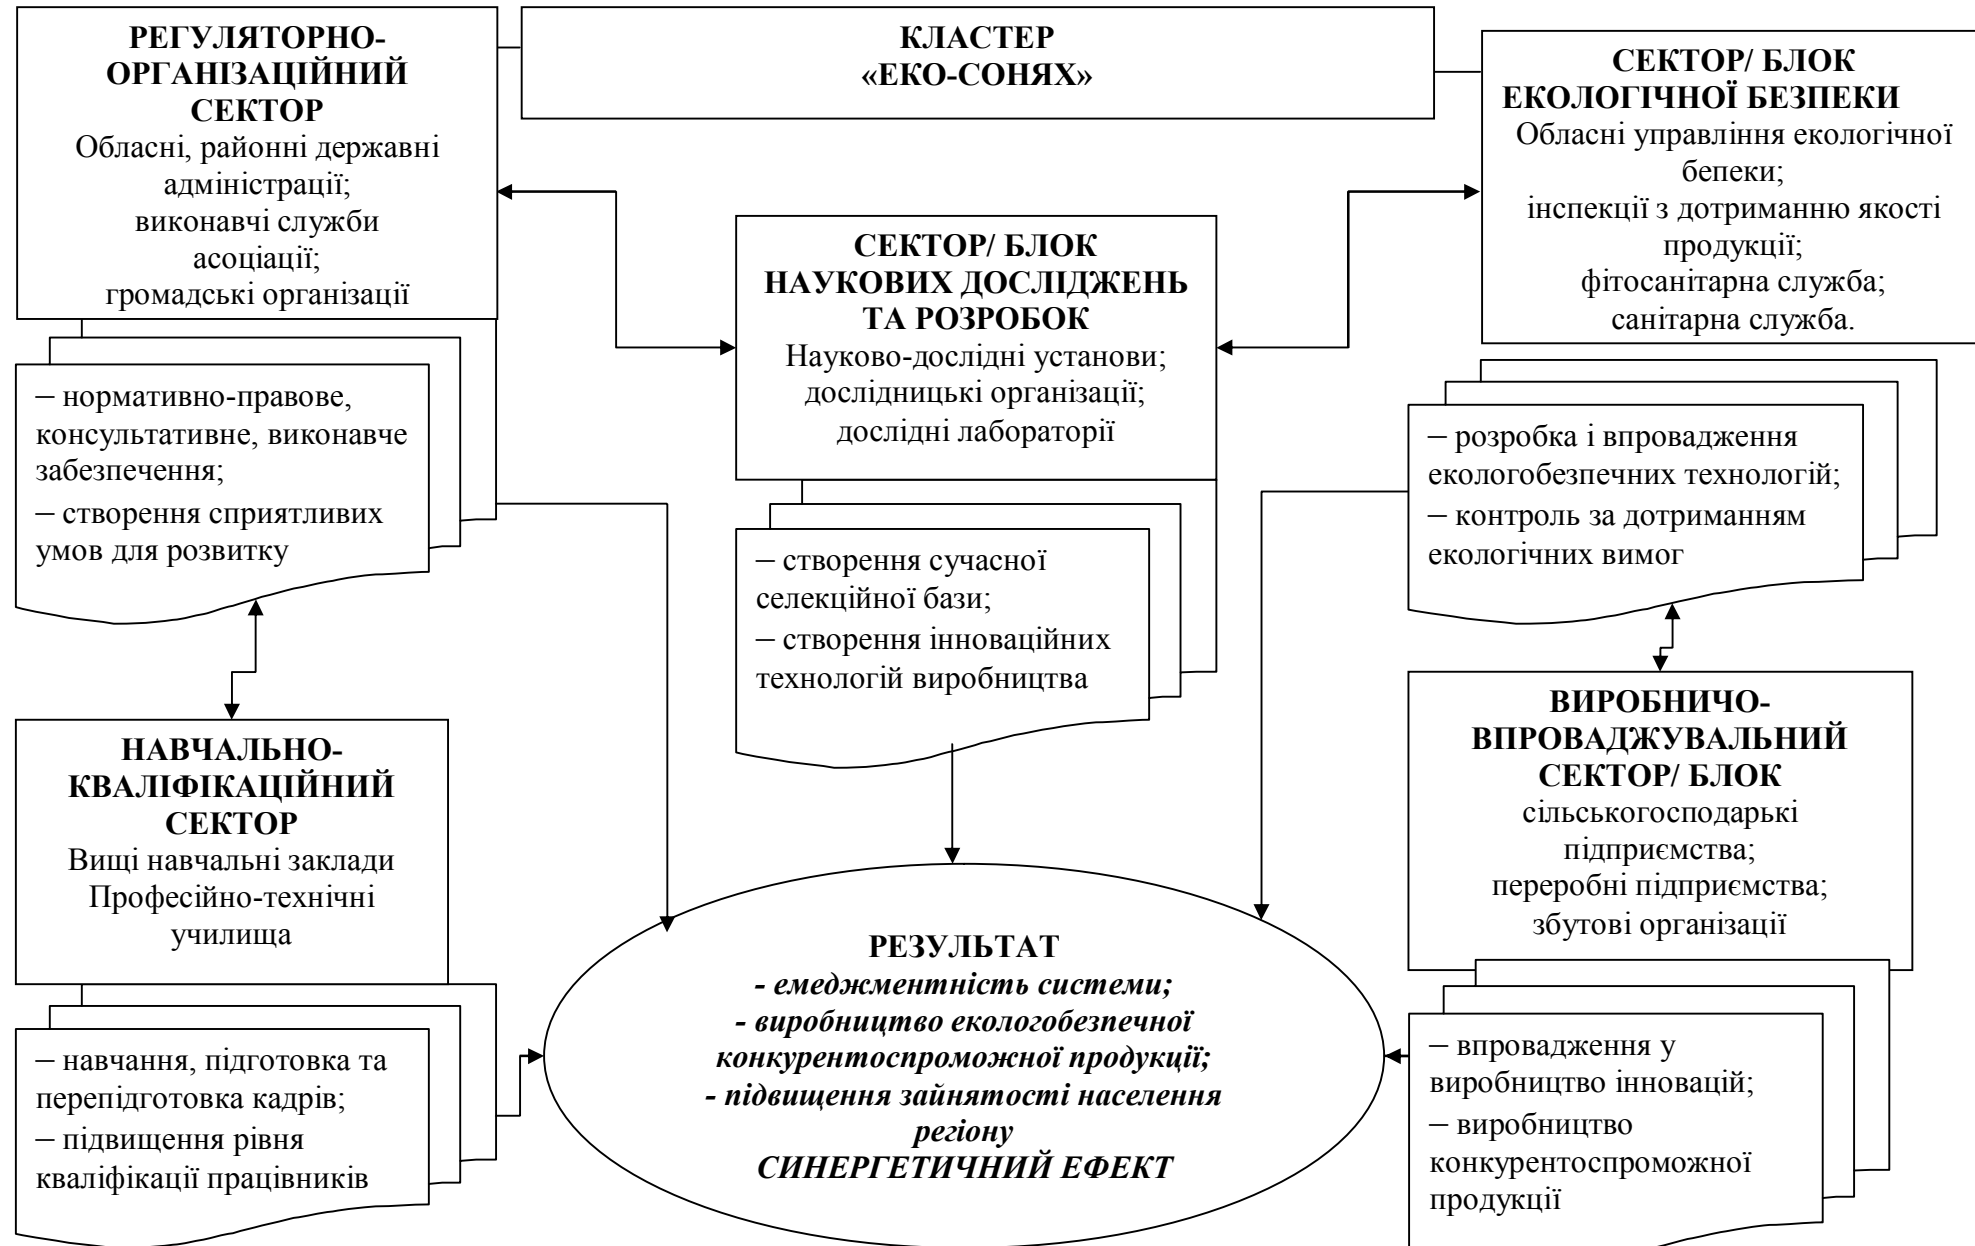 РЕГУЛЯТОРНО-
ОРГАНІЗАЦІЙНИЙ
СЕКТОР
Обласні, районні державні
адміністрації;
виконавчі служби
асоціації;
громадські організації
– нормативно-правове,
консультативне, виконавче
забезпечення;
– створення сприятливих
умов для розвитку
КЛАСТЕР
«ЕКО-СОНЯХ»
СЕКТОР/ БЛОК
ЕКОЛОГІЧНОЇ БЕЗПЕКИ
Обласні управління екологічної
бепеки;
інспекції з дотриманню якості
продукції;
фітосанітарна служба;
санітарна служба.
– розробка і впровадження
екологобезпечних технологій;
– контроль за дотриманням
екологічних вимог
СЕКТОР/ БЛОК
НАУКОВИХ ДОСЛІДЖЕНЬ
ТА РОЗРОБОК
Науково-дослідні установи;
дослідницькі організації;
дослідні лабораторії
– створення сучасної
селекційної бази;
– створення інноваційних
технологій виробництва
НАВЧАЛЬНО-
КВАЛІФІКАЦІЙНИЙ
СЕКТОР
Вищі навчальні заклади
Професійно-технічні
училища
– навчання, підготовка та
перепідготовка кадрів;
– підвищення рівня
кваліфікації працівників
ВИРОБНИЧО-
ВПРОВАДЖУВАЛЬНИЙ
СЕКТОР/ БЛОК
сільськогосподарькі
підприємства;
переробні підприємства;
збутові організації
– впровадження у
виробництво інновацій;
– виробництво
конкурентоспроможної
продукції
РЕЗУЛЬТАТ
- емеджментність системи;
- виробництво екологобезпечної
конкурентоспроможної продукції;
- підвищення зайнятості населення
регіону
СИНЕРГЕТИЧНИЙ ЕФЕКТ